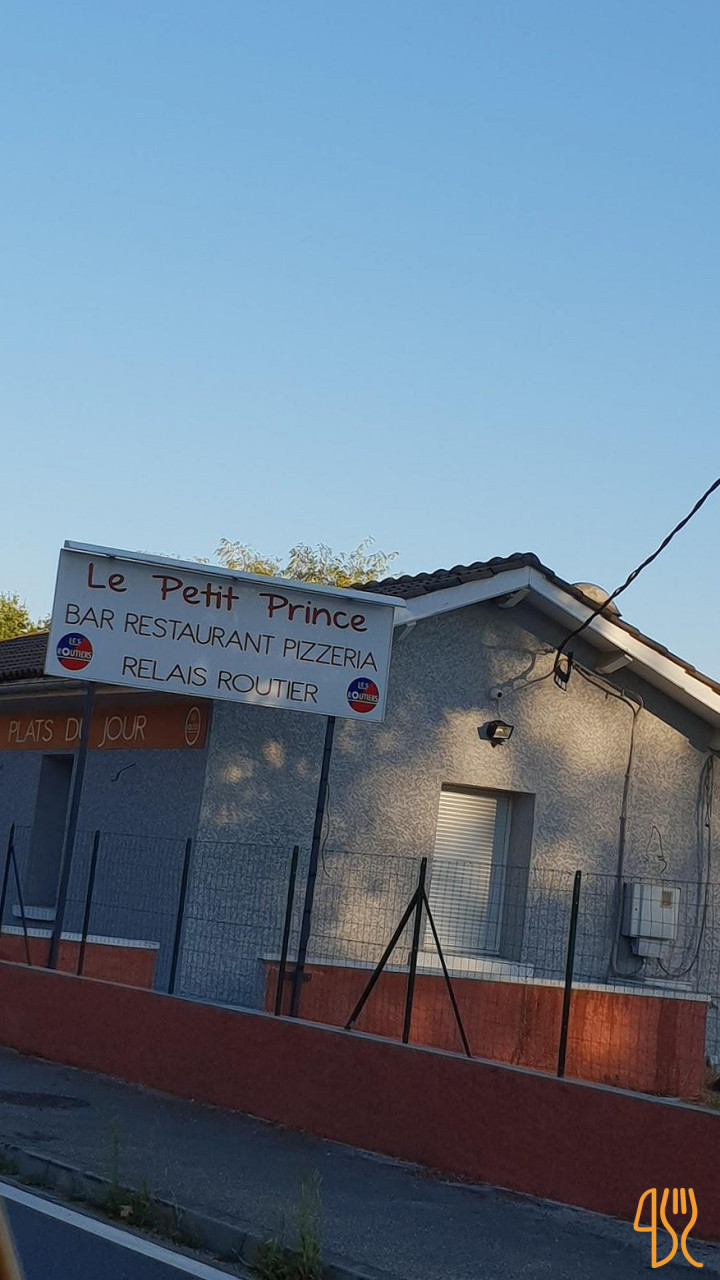 Le Petit Prince
BAR RESTAURANT PIZZERIA
RELAIS ROUTIER
LES
ROUTIERS
LES
ROUTIERS
PLATS DU JOUR